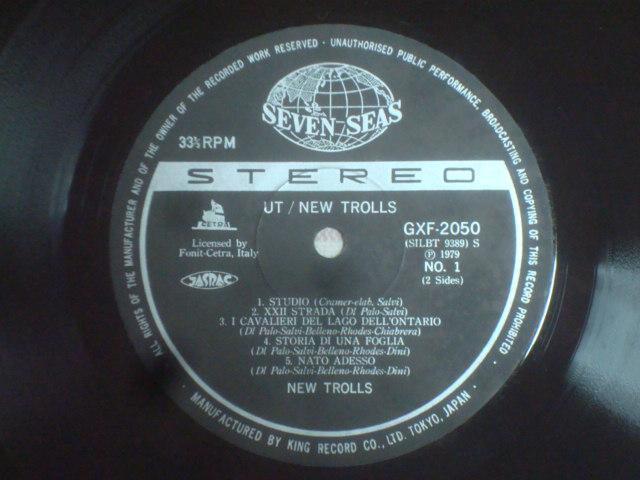 ALL RIGHTS OF THE MANUFACTURER AND OF THE OWNER OF THE RECORDED WORK RESERVED · UNAUTHORISED PUBLIC PERFORMANCE, BROADCASTING AND COPYING OF THIS RECORD PROHIBITED.
SEVEN-SEAS
33⅓ RPM
STEREO
UT / NEW TROLLS
CETRA
Licensed by
Fonit-Cetra, Italy
JASRAC
GXF-2050
(SILBT 9389) S
Ⓟ 1979
NO. 1
(2 Sides)
1. STUDIO (Cramer-elab. Salvi)
2. XXII STRADA (Di Palo-Salvi)
3. I CAVALIERI DEL LAGO DELL'ONTARIO
(Di Palo-Salvi-Belleno-Rhodes-Chiabrera)
4. STORIA DI UNA FOGLIA
(Di Palo-Salvi-Belleno-Rhodes-Dini)
5. NATO ADESSO
(Di Palo-Salvi-Belleno-Rhodes-Dini)
NEW TROLLS
· MANUFACTURED BY KING RECORD CO., LTD. TOKYO, JAPAN ·